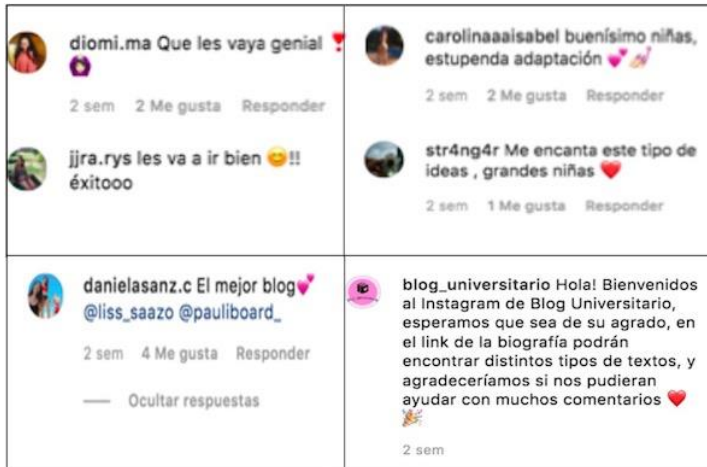 diomi.ma Que les vaya genial ❣️
🙆‍♀️
2 sem 2 Me gusta Responder
jjra.rys les va a ir bien 😊!!
éxitooo
carolinaaaisabel buenísimo niñas,
estupenda adaptación 💕💅
2 sem 2 Me gusta Responder
str4ng4r Me encanta este tipo de
ideas , grandes niñas ❤️
2 sem 1 Me gusta Responder
danielasanz.c El mejor blog💕
@liss_saazo @pauliboard_
2 sem 4 Me gusta Responder
—— Ocultar respuestas
blog_universitario Hola! Bienvenidos
al Instagram de Blog Universitario,
esperamos que sea de su agrado, en
el link de la biografía podrán
encontrar distintos tipos de textos, y
agradeceríamos si nos pudieran
ayudar con muchos comentarios ❤️
🎉
2 sem